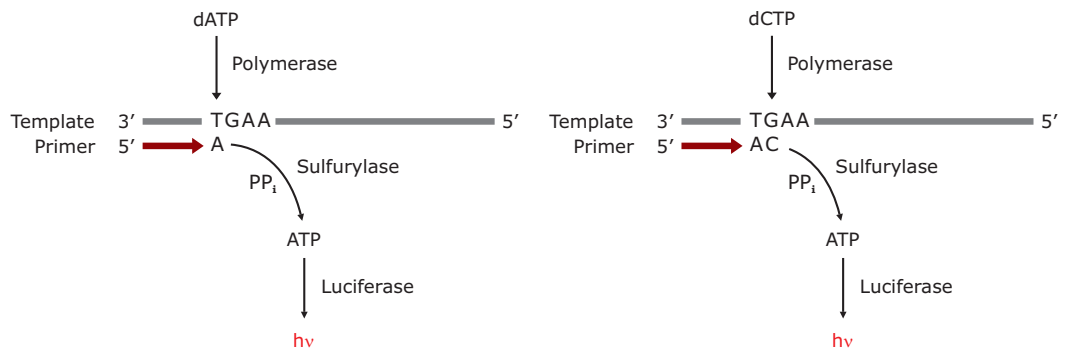 dATP
Polymerase
Template 3′ TGAA 5′
Primer 5′ A
Sulfurylase
PPi
ATP
Luciferase
hν
dCTP
Polymerase
Template 3′ TGAA 5′
Primer 5′ AC
Sulfurylase
PPi
ATP
Luciferase
hν